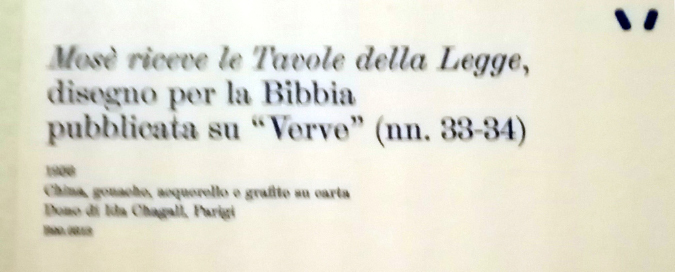 Mosè riceve le Tavole della Legge,
disegno per la Bibbia
pubblicata su “Verve” (nn. 33-34)
China, gouache, acquerello e grafite su carta
Dono di Ida Chagall, Parigi